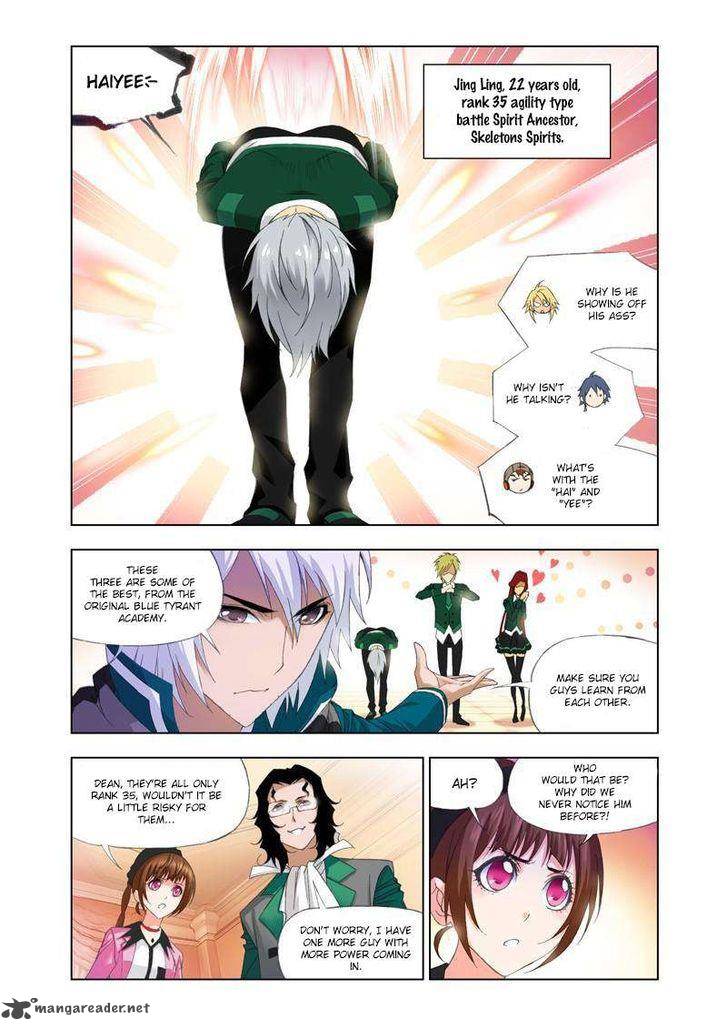 HAIYEE~
Jing Ling, 22 years old,
rank 35 agility type
battle Spirit Ancestor,
Skeletons Spirits.
WHY IS HE
SHOWING OFF
HIS ASS?
WHY ISN'T
HE TALKING?
WHAT'S
WITH THE
"HAI" AND
"YEE"?
THESE
THREE ARE SOME OF
THE BEST, FROM THE
ORIGINAL BLUE TYRANT
ACADEMY.
MAKE SURE YOU
GUYS LEARN FROM
EACH OTHER.
DEAN, THEY'RE ALL ONLY
RANK 35, WOULDN'T IT BE
A LITTLE RISKY FOR
THEM...
DON'T WORRY, I HAVE
ONE MORE GUY WITH
MORE POWER COMING
IN.
AH?
WHO
WOULD THAT BE?
WHY DID WE
NEVER NOTICE HIM
BEFORE?!
mangareader.net